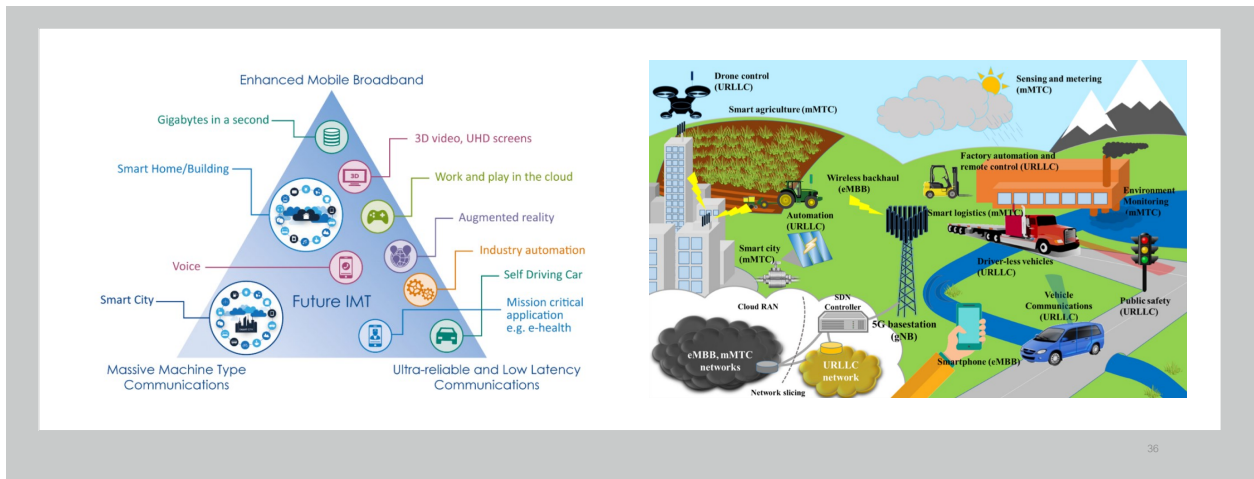 Enhanced Mobile Broadband
Gigabytes in a second
3D video, UHD screens
3D
Smart Home/Building
Work and play in the cloud
Augmented reality
Industry automation
Voice
Self Driving Car
Smart City
Future IMT
Mission critical
application
e.g. e-health
Massive Machine Type
Communications
Ultra-reliable and Low Latency
Communications
Drone control
(URLLC)
Sensing and metering
(mMTC)
Smart agriculture (mMTC)
Factory automation and
remote control (URLLC)
Wireless backhaul
(eMBB)
Environment
Monitoring
(mMTC)
Automation
(URLLC)
Smart logistics (mMTC)
Smart city
(mMTC)
Driver-less vehicles
(URLLC)
Cloud RAN
SDN
Controller
Vehicle
Communications
(URLLC)
Public safety
(URLLC)
5G basestation
(gNB)
eMBB, mMTC
networks
URLLC
network
Smartphone (eMBB)
Network slicing
36